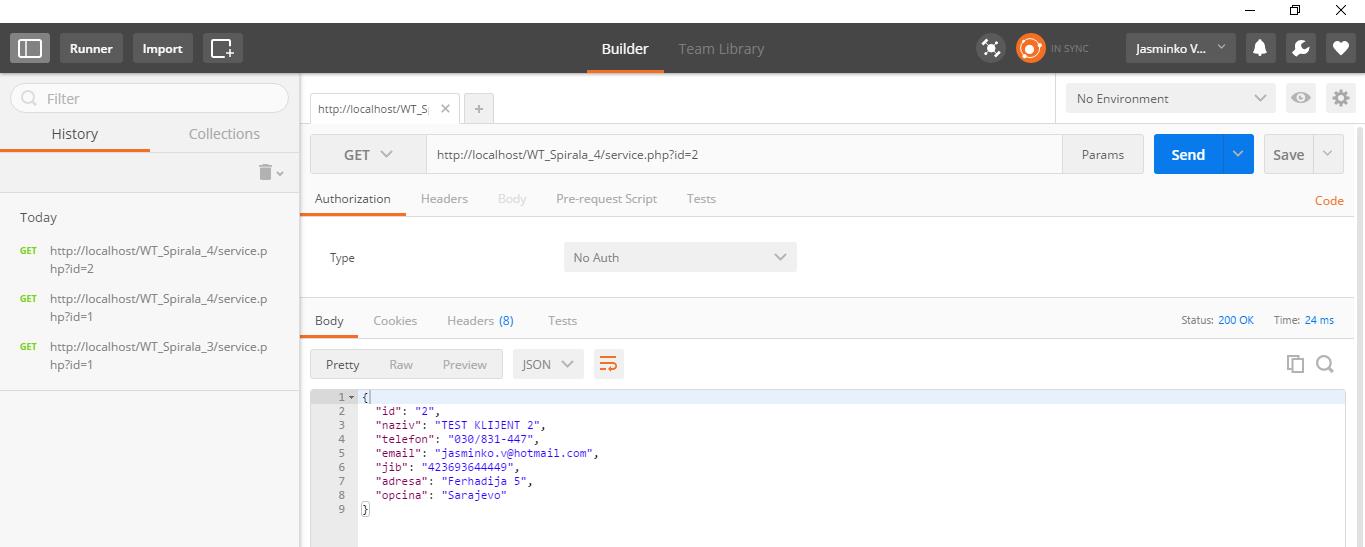 Runner Import Builder Team Library IN SYNC Jasminko V...
Filter
History Collections
Today
GET http://localhost/WT_Spirala_4/service.p
hp?id=2
GET http://localhost/WT_Spirala_4/service.p
hp?id=1
GET http://localhost/WT_Spirala_3/service.p
hp?id=1
http://localhost/WT_S No Environment
GET http://localhost/WT_Spirala_4/service.php?id=2 Params Send Save
Authorization Headers Body Pre-request Script Tests Code
Type No Auth
Body Cookies Headers (8) Tests Status: 200 OK Time: 24 ms
Pretty Raw Preview JSON
1 {
2 "id": "2",
3 "naziv": "TEST KLIJENT 2",
4 "telefon": "030/831-447",
5 "email": "jasminko.v@hotmail.com",
6 "jib": "423693644449",
7 "adresa": "Ferhadija 5",
8 "opcina": "Sarajevo"
9 }